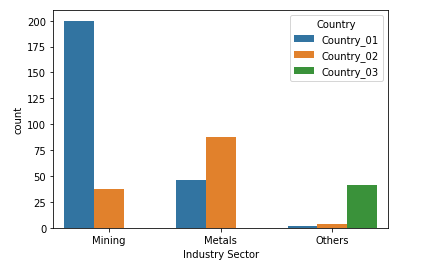 200
175
150
125
100
75
50
25
0
count
Country
Country_01
Country_02
Country_03
Mining
Metals
Others
Industry Sector